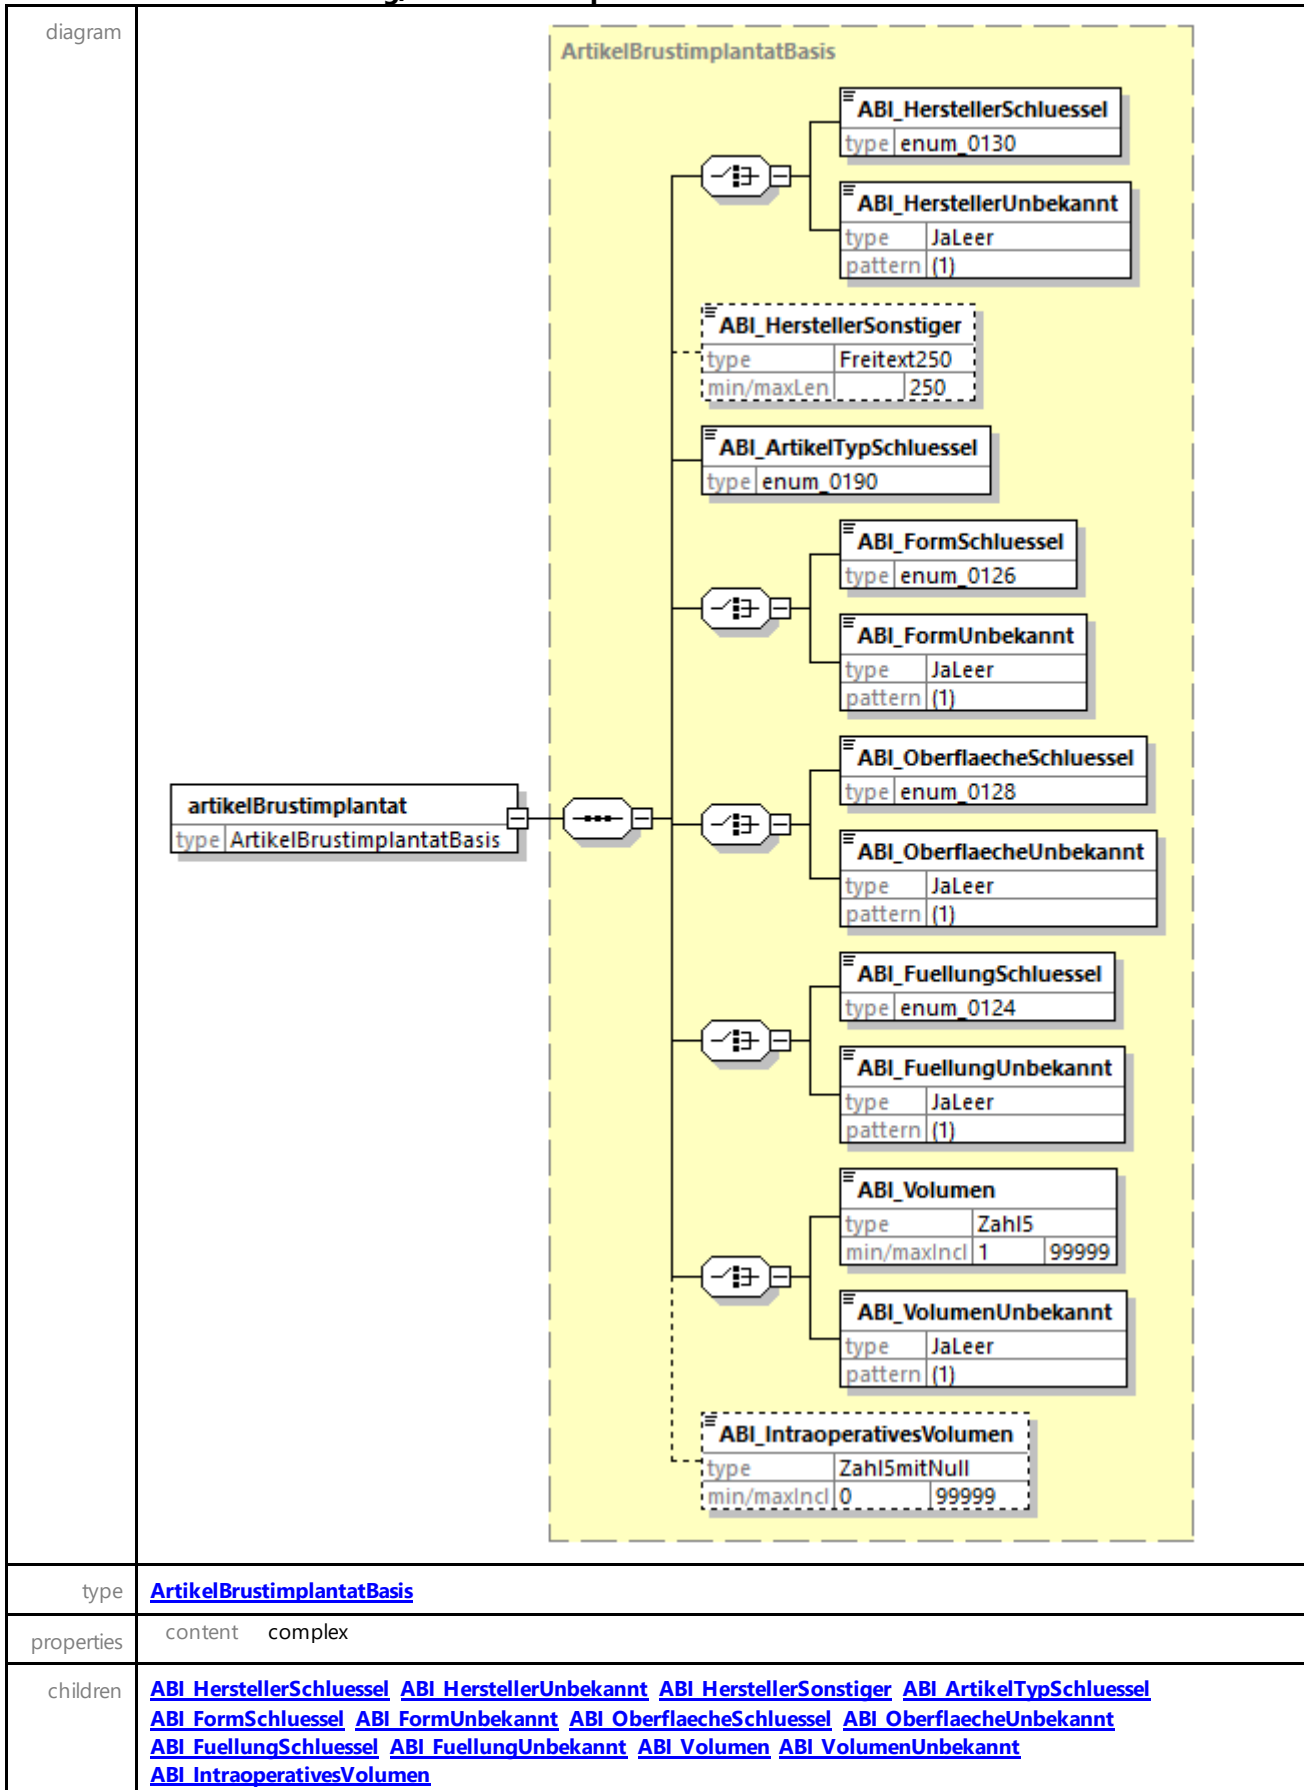 diagram
ArtikelBrustimplantatBasis
ABI_HerstellerSchluessel
type enum_0130
ABI_HerstellerUnbekannt
type JaLeer
pattern (1)
ABI_HerstellerSonstiger
type Freitext250
min/maxLen 250
ABI_ArtikelTypSchluessel
type enum_0190
ABI_FormSchluessel
type enum_0126
ABI_FormUnbekannt
type JaLeer
pattern (1)
ABI_OberflaecheSchluessel
type enum_0128
artikelBrustimplantat
type ArtikelBrustimplantatBasis
ABI_OberflaecheUnbekannt
type JaLeer
pattern (1)
ABI_FuellungSchluessel
type enum_0124
ABI_FuellungUnbekannt
type JaLeer
pattern (1)
ABI_Volumen
type Zahl5
min/maxIncl 1 99999
ABI_VolumenUnbekannt
type JaLeer
pattern (1)
ABI_IntraoperativesVolumen
type Zahl5mitNull
min/maxIncl 0 99999
type ArtikelBrustimplantatBasis
properties content complex
children ABI_HerstellerSchluessel ABI_HerstellerUnbekannt ABI_HerstellerSonstiger ABI_ArtikelTypSchluessel
ABI_FormSchluessel ABI_FormUnbekannt ABI_OberflaecheSchluessel ABI_OberflaecheUnbekannt
ABI_FuellungSchluessel ABI_FuellungUnbekannt ABI_Volumen ABI_VolumenUnbekannt
ABI_IntraoperativesVolumen